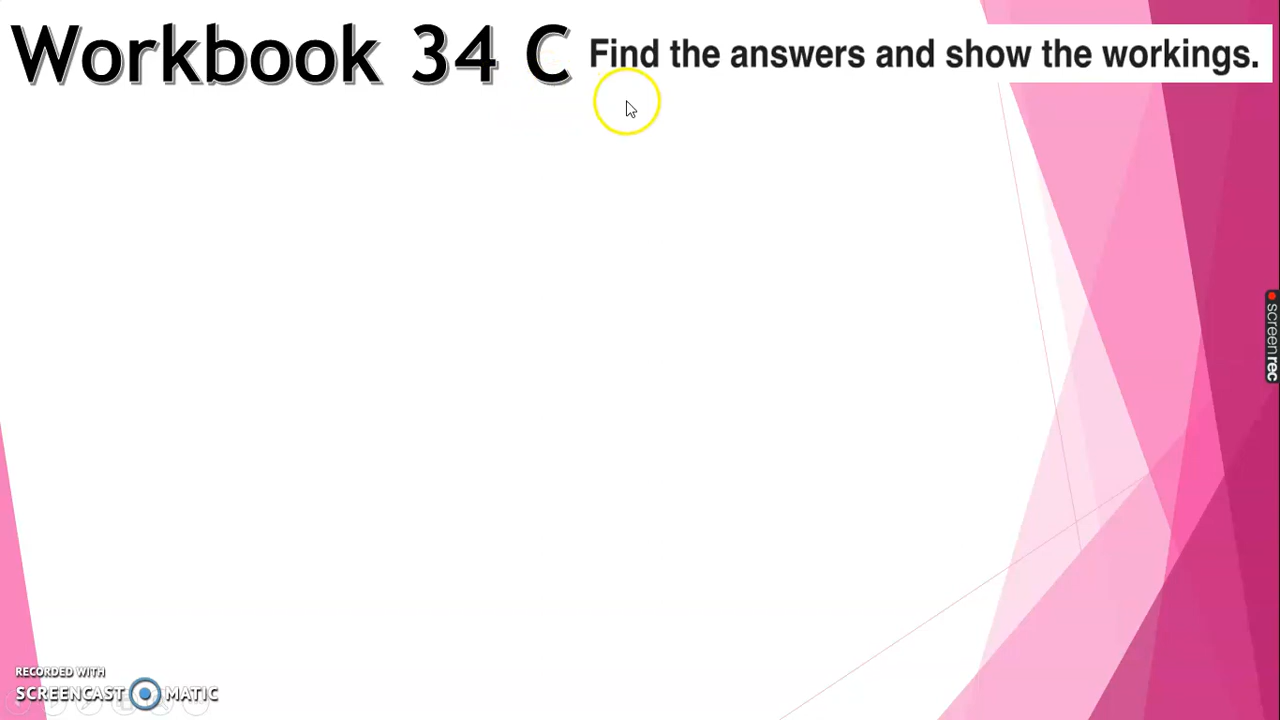 Workbook 34 C Find the answers and show the workings.
screenrec
RECORDED WITH
SCREENCAST MATIC